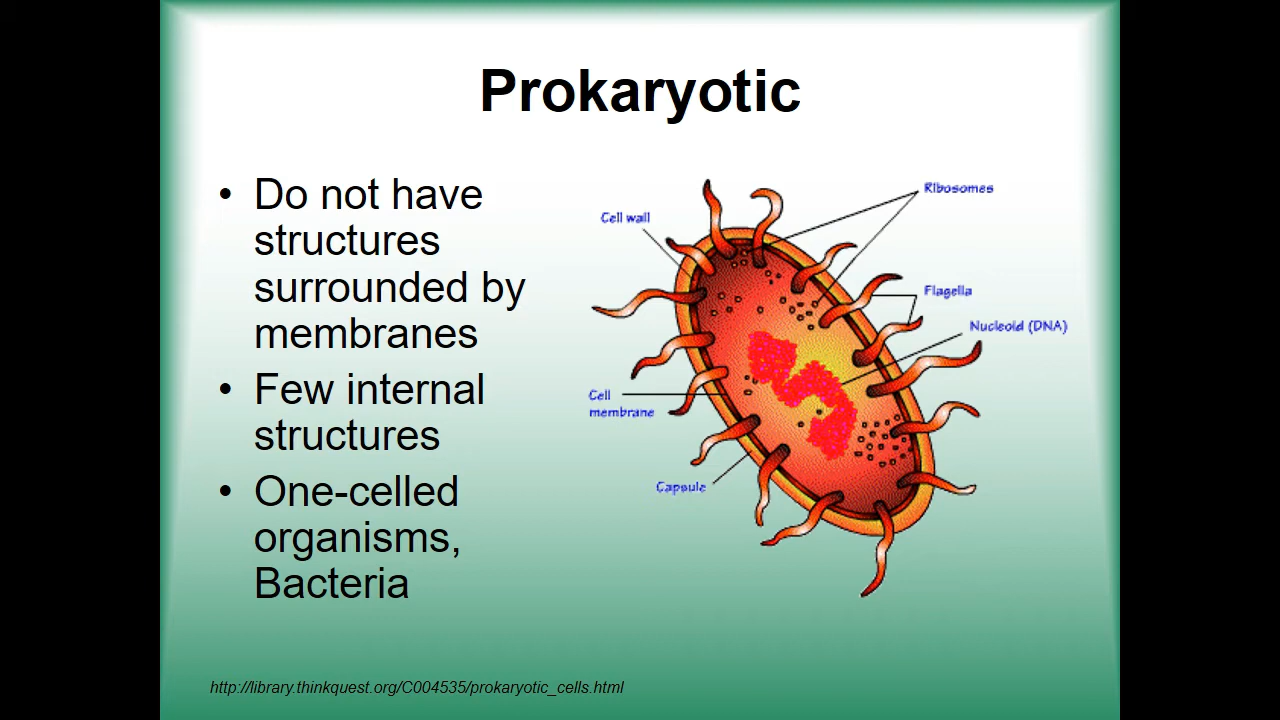 Prokaryotic
• Do not have
structures
surrounded by
membranes
• Few internal
structures
• One-celled
organisms,
Bacteria
Ribosomes
Cell wall
Flagella
Nucleoid (DNA)
Cell
membrane
Capsule
http://library.thinkquest.org/C004535/prokaryotic_cells.html